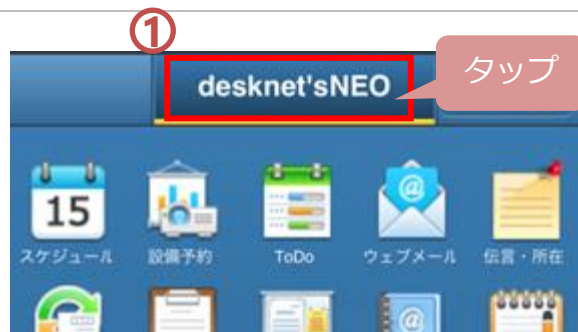 ①
desknet'sNEO
タップ
15
スケジュール
設備予約
ToDo
ウェブメール
伝言・所在